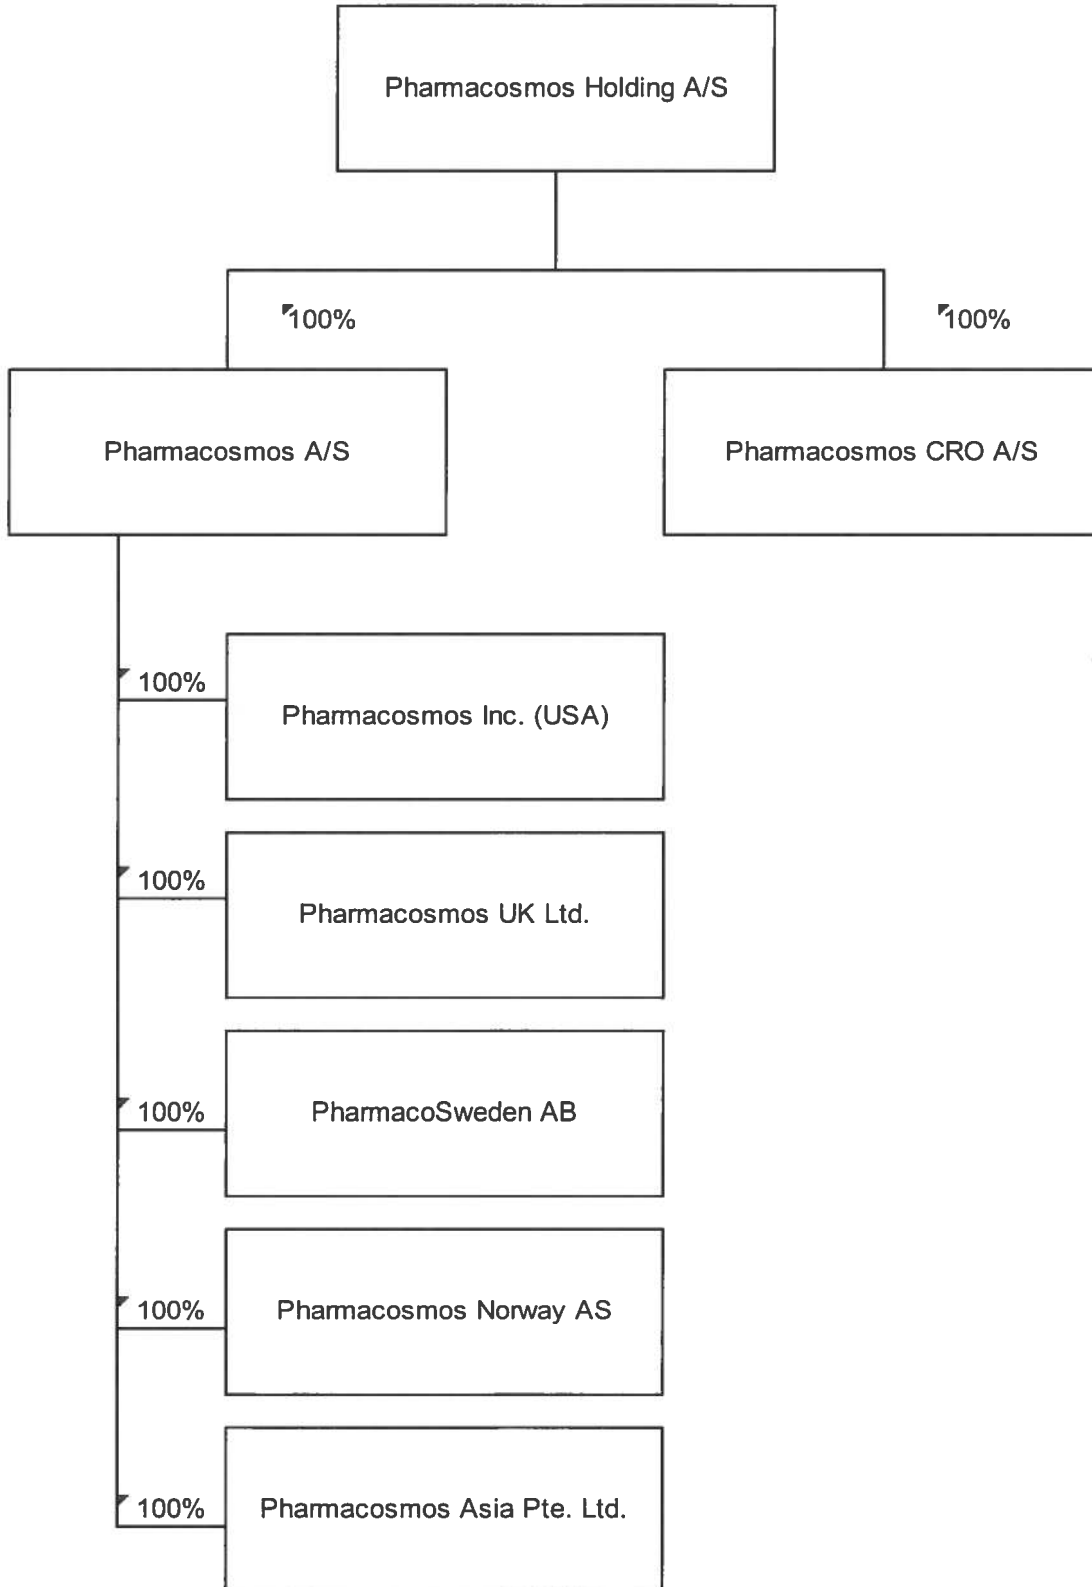 Pharmacosmos Holding A/S
100%
100%
Pharmacosmos A/S
Pharmacosmos CRO A/S
100%
Pharmacosmos Inc. (USA)
100%
Pharmacosmos UK Ltd.
100%
PharmacoSweden AB
100%
Pharmacosmos Norway AS
100%
Pharmacosmos Asia Pte. Ltd.